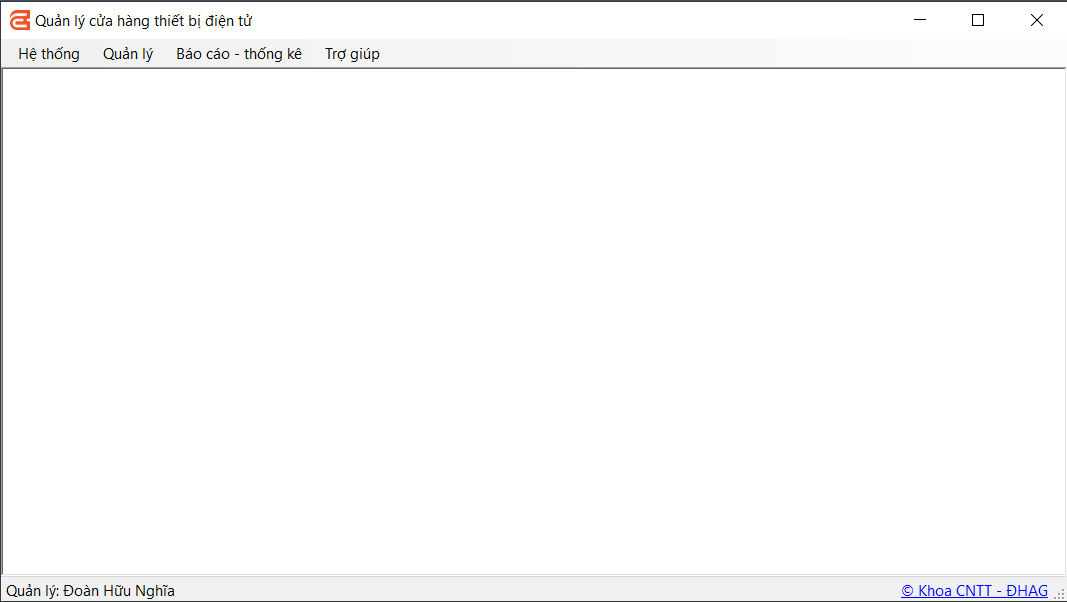 Quản lý cửa hàng thiết bị điện tử
Hệ thống Quản lý Báo cáo - thống kê Trợ giúp
Quản lý: Đoàn Hữu Nghĩa © Khoa CNTT - ĐHAG